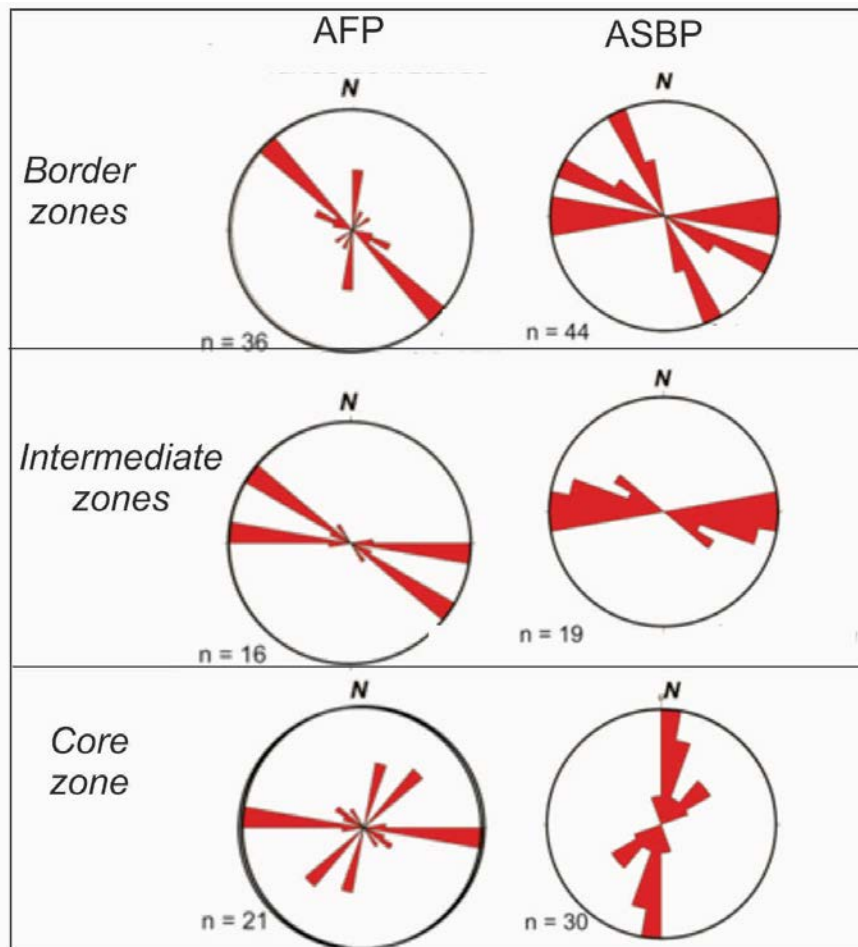 AFP ASBP
Border
zones
N N
n = 36 n = 44
Intermediate
zones
N N
n = 16 n = 19
Core
zone
N N
n = 21 n = 30